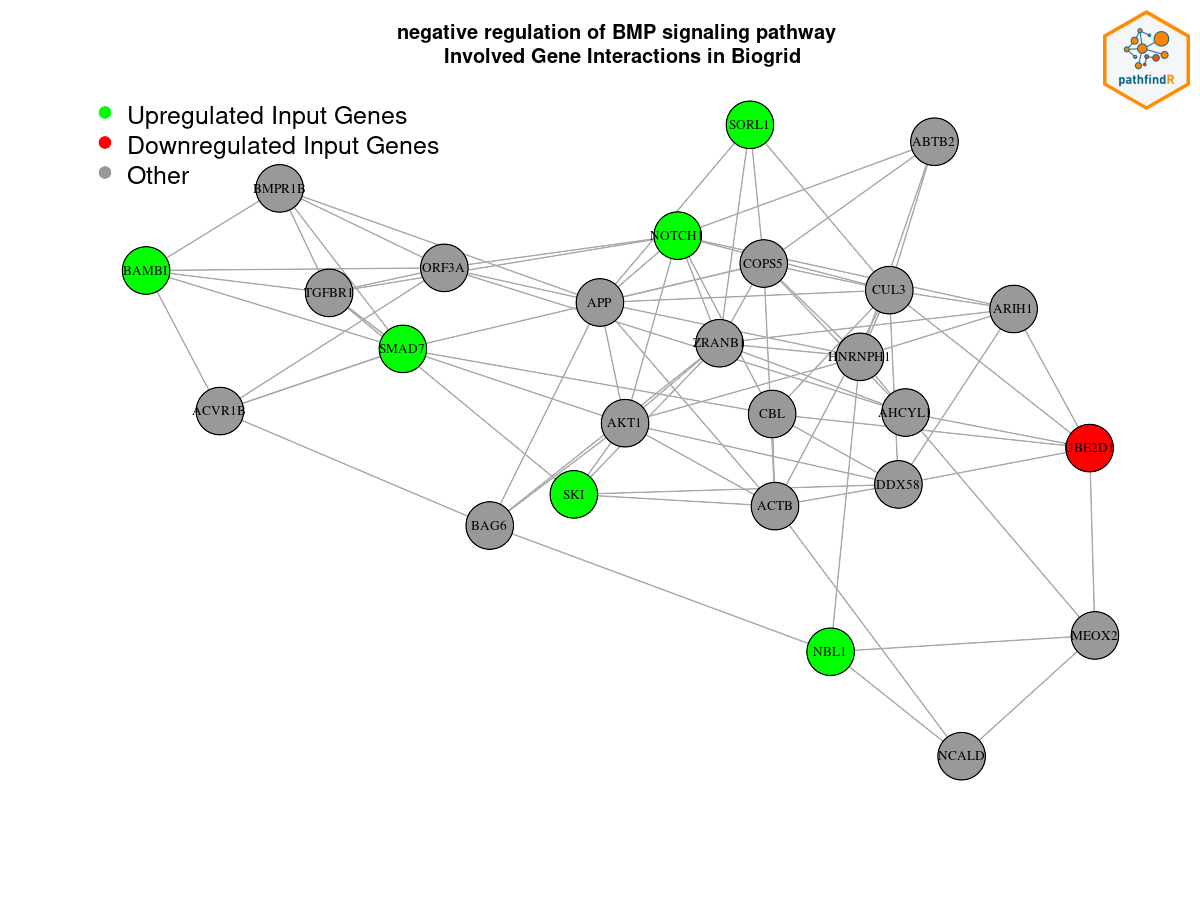 negative regulation of BMP signaling pathway
Involved Gene Interactions in Biogrid
pathfindR
Upregulated Input Genes
Downregulated Input Genes
Other
SORL1
ABTB2
BMPR1B
NOTCH1
BAMBI
ORF3A
COPS5
TGFBR1
APP
CUL3
ARIH1
SMAD7
ZRANB1
HNRNPH1
ACVR1B
AKT1
CBL
AHCYL1
UBE2D1
SKI
DDX58
BAG6
ACTB
NBL1
MEOX2
NCALD